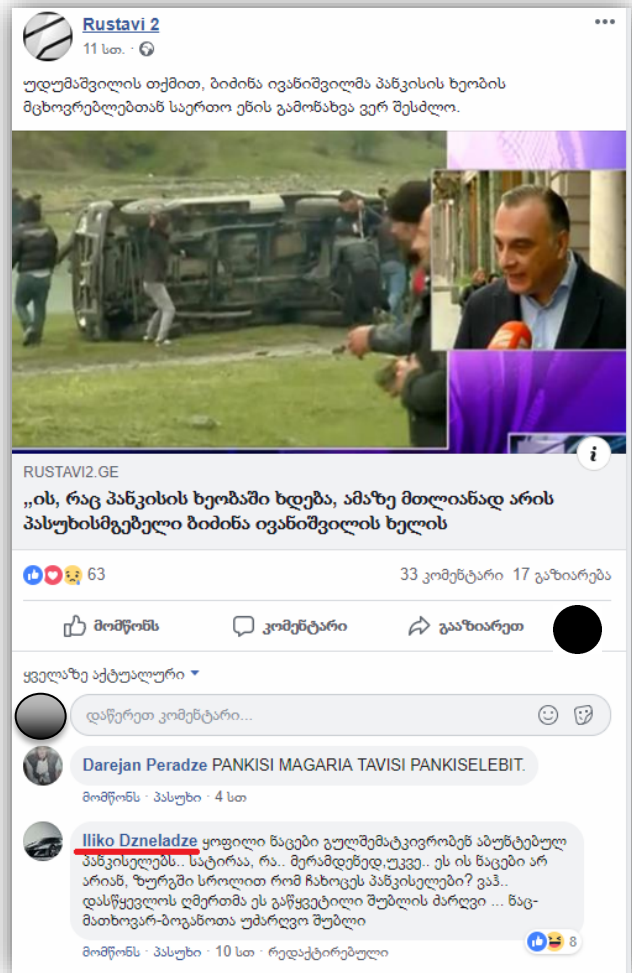 Rustavi 2
11 სთ. ·
უდუმაშვილის თქმით, ბიძინა ივანიშვილმა პანკისის ხეობის
მცხოვრებლებთან საერთო ენის გამონახვა ვერ შესძლო.
RUSTAVI2.GE
„ის, რაც პანკისის ხეობაში ხდება, ამაზე მთლიანად არის
პასუხისმგებელი ბიძინა ივანიშვილის ხელის
63
33 კომენტარი 17 გაზიარება
მომწონს კომენტარი გააზიარეთ
ყველაზე აქტუალური
დაწერეთ კომენტარი...
Darejan Peradze PANKISI MAGARIA TAVISI PANKISELEBIT.
მომწონს · პასუხი · 4 სთ
Iliko Dzneladze ყოფილი ნაცები გულშემატკივრობენ აბუნტებულ
პანკისელებს.. სატირაა, რა.. მერამდენედ,უკვე.. ეს ის ნაცები არ
არიან, ზურგში სროლით რომ ჩახოცეს პანკისელები? ვაჰ..
დასწყევლოს ღმერთმა ეს გაწყვეტილი შუბლის ძარღვი ... ნაც-
მათხოვარ-ბოგანოთა უძარღვო შუბლი
8
მომწონს · პასუხი · 10 სთ · რედაქტირებული